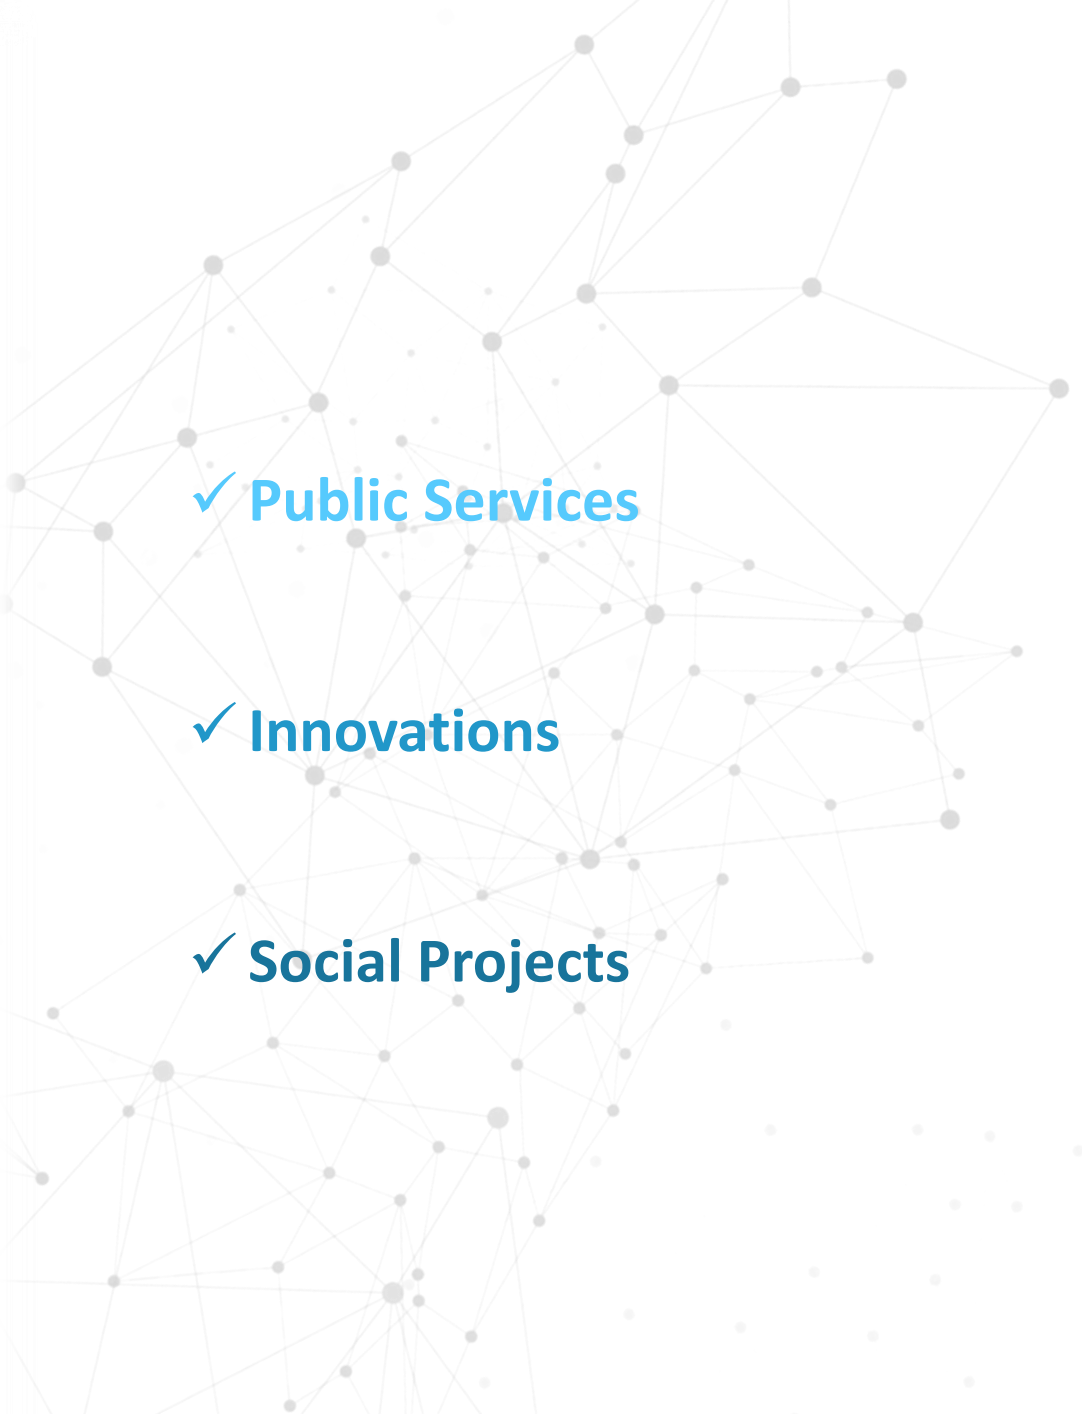 ✓ Public Services
✓ Innovations
✓ Social Projects